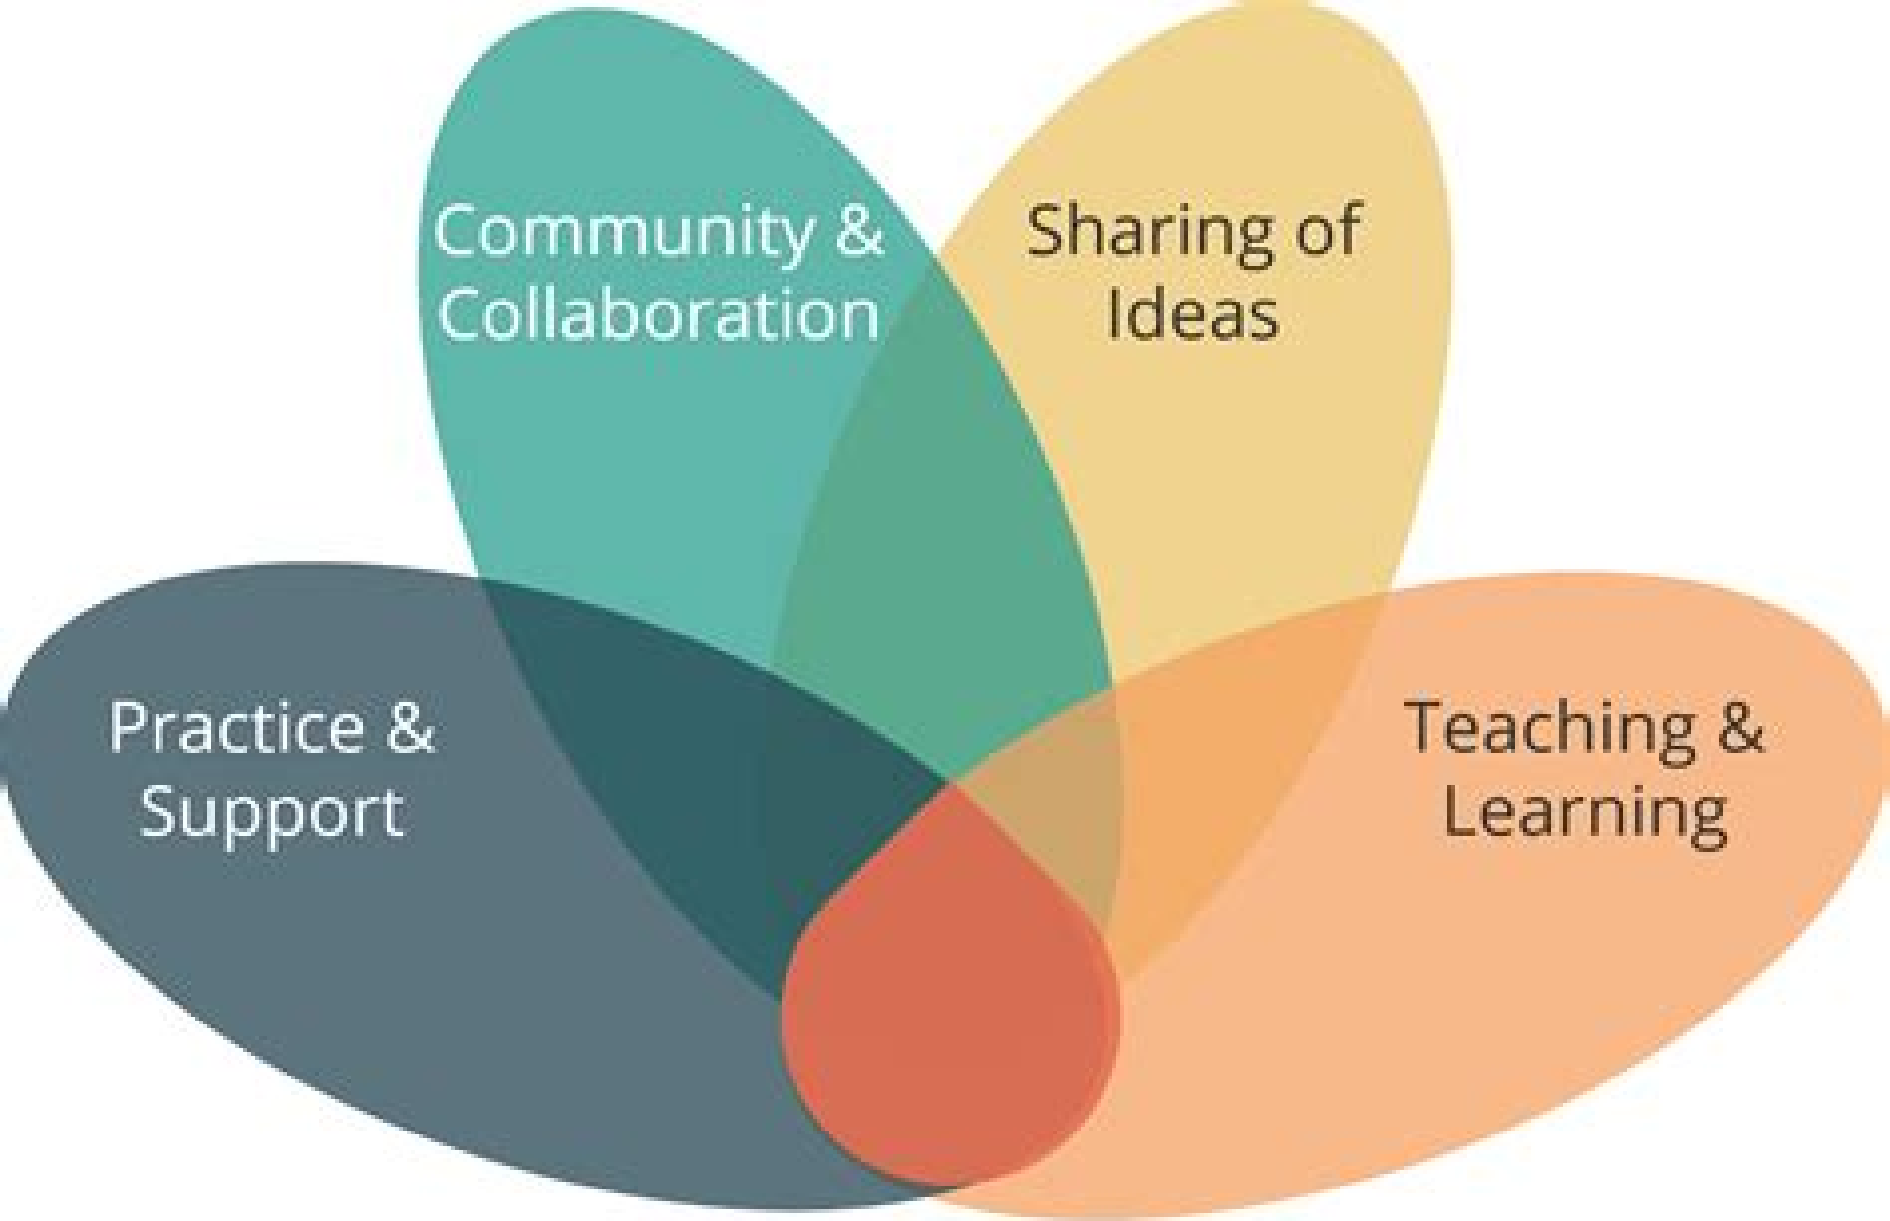 Community &
Collaboration
Sharing of
Ideas
Practice &
Support
Teaching &
Learning